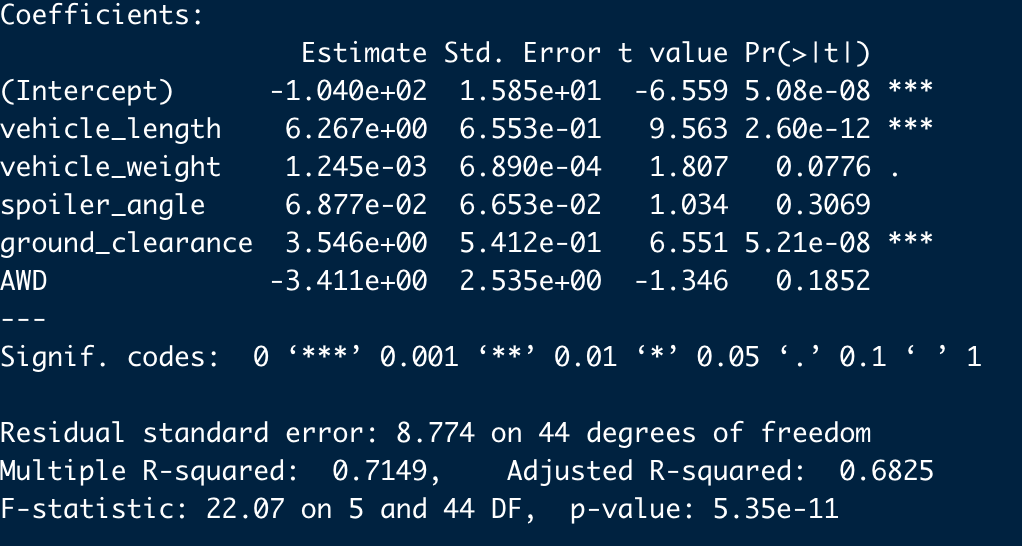 Coefficients:
                   Estimate Std. Error t value Pr(>|t|)
(Intercept)      -1.040e+02  1.585e+01  -6.559 5.08e-08 ***
vehicle_length    6.267e+00  6.553e-01   9.563 2.60e-12 ***
vehicle_weight    1.245e-03  6.890e-04   1.807   0.0776 .
spoiler_angle     6.877e-02  6.653e-02   1.034   0.3069
ground_clearance  3.546e+00  5.412e-01   6.551 5.21e-08 ***
AWD              -3.411e+00  2.535e+00  -1.346   0.1852
---
Signif. codes:  0 ‘***’ 0.001 ‘**’ 0.01 ‘*’ 0.05 ‘.’ 0.1 ‘ ’ 1
Residual standard error: 8.774 on 44 degrees of freedom
Multiple R-squared:  0.7149,    Adjusted R-squared:  0.6825
F-statistic: 22.07 on 5 and 44 DF,  p-value: 5.35e-11